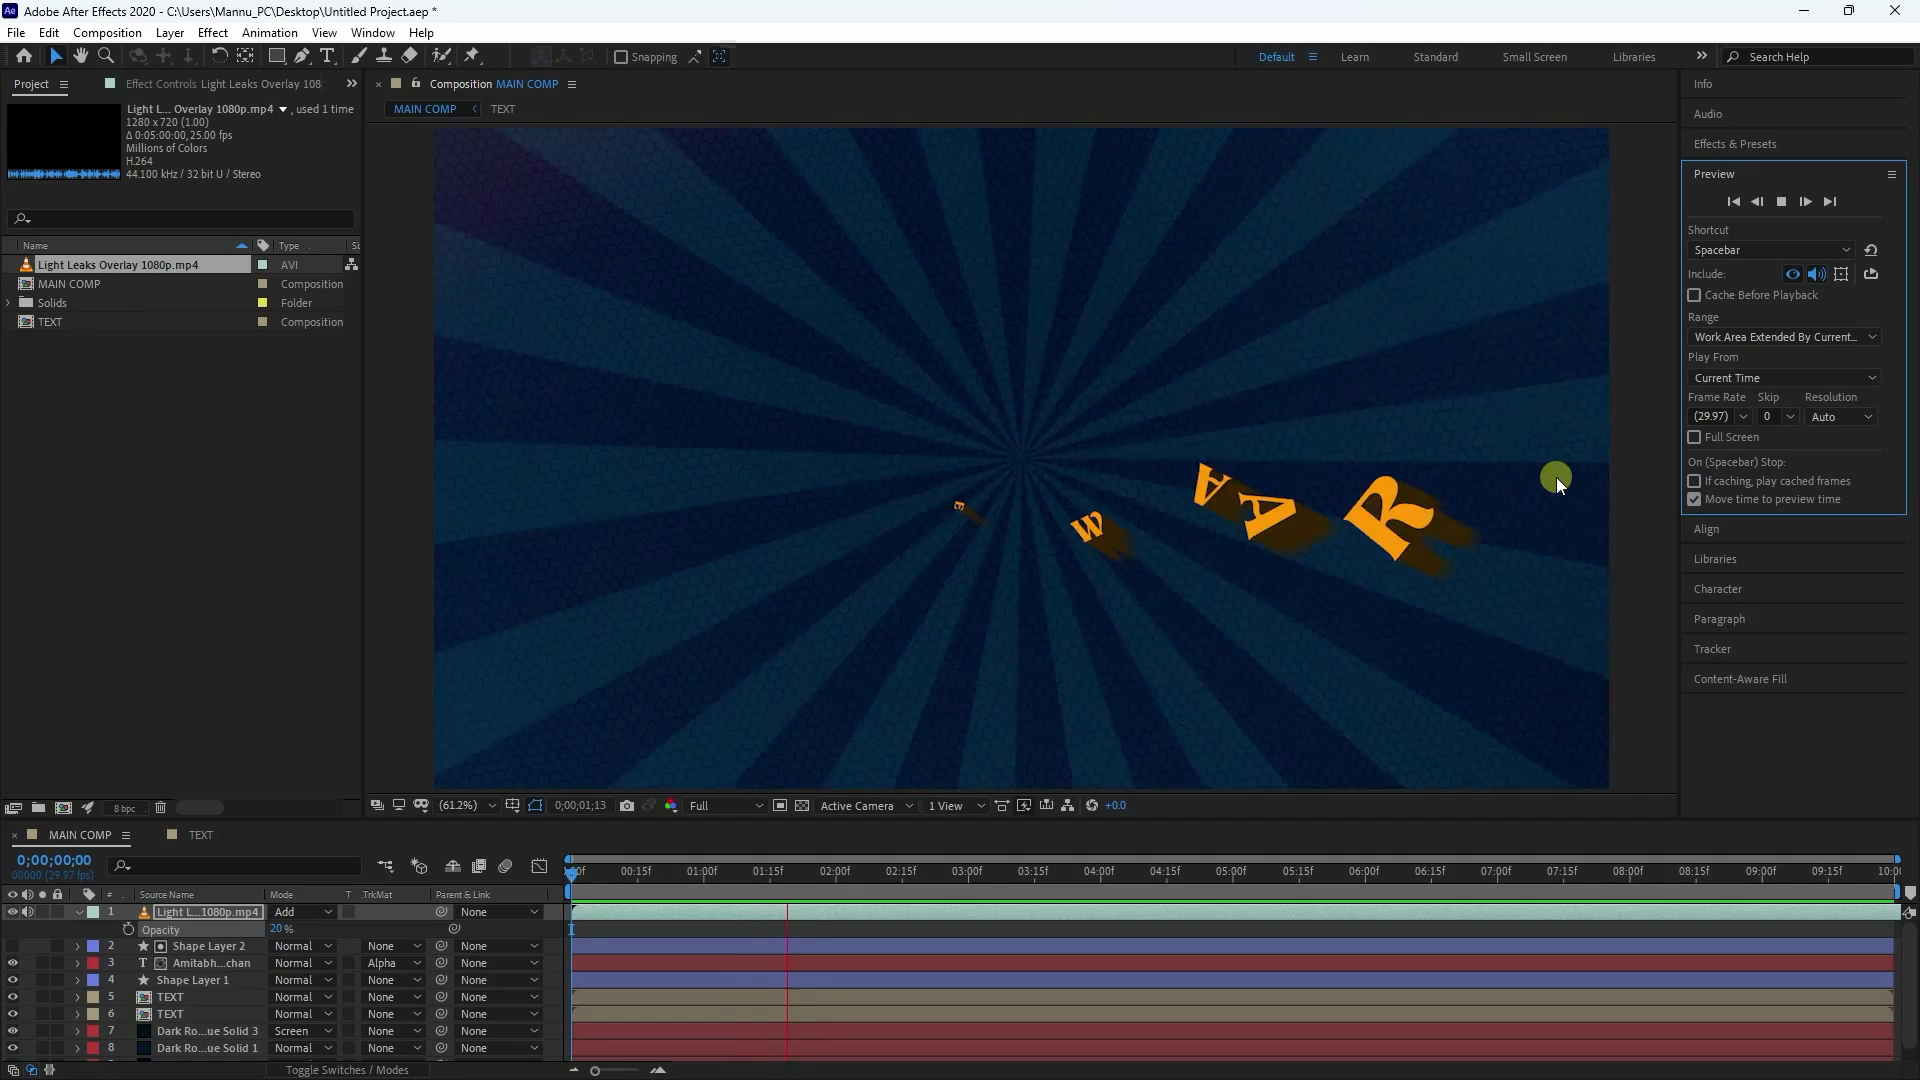 Ae Adobe After Effects 2020 - C:\Users\Mannu_PC\Desktop\Untitled Project.aep *
File Edit Composition Layer Effect Animation View Window Help
Snapping Default Learn Standard Small Screen Libraries Search Help
Project Effect Controls Light Leaks Overlay 108 Composition MAIN COMP Info
MAIN COMP TEXT
Light L... Overlay 1080p.mp4 , used 1 time
1280 x 720 (1.00)
Δ 0:05:00:00, 25.00 fps
Millions of Colors
H.264
44.100 kHz / 32 bit U / Stereo
Name Type
Light Leaks Overlay 1080p.mp4 AVI
MAIN COMP Composition
Solids Folder
TEXT Composition
E W A A R
Audio
Effects & Presets
Preview
Shortcut
Spacebar
Include:
Cache Before Playback
Range
Work Area Extended By Current...
Play From
Current Time
Frame Rate Skip Resolution
(29.97) 0 Auto
Full Screen
On (Spacebar) Stop:
If caching, play cached frames
Move time to preview time
Align
Libraries
Character
Paragraph
Tracker
Content-Aware Fill
8 bpc (61.2%) 0;00;01;13 Full Active Camera 1 View +0.0
MAIN COMP TEXT
0;00;00;00
00000 (29.97 fps)
00:15f 01:00f 01:15f 02:00f 02:15f 03:00f 03:15f 04:00f 04:15f 05:00f 05:15f 06:00f 06:15f 07:00f 07:15f 08:00f 08:15f 09:00f 09:15f
# Source Name Mode T .TrkMat Parent & Link
1 Light L...1080p.mp4 Add None
Opacity 20 %
2 Shape Layer 2 Normal None None
3 T Amitabh...chan Normal Alpha None
4 Shape Layer 1 Normal None None
5 TEXT Normal None None
6 TEXT Normal None None
7 Dark Ro...ue Solid 3 Screen None None
8 Dark Ro...ue Solid 1 Normal None None
Toggle Switches / Modes